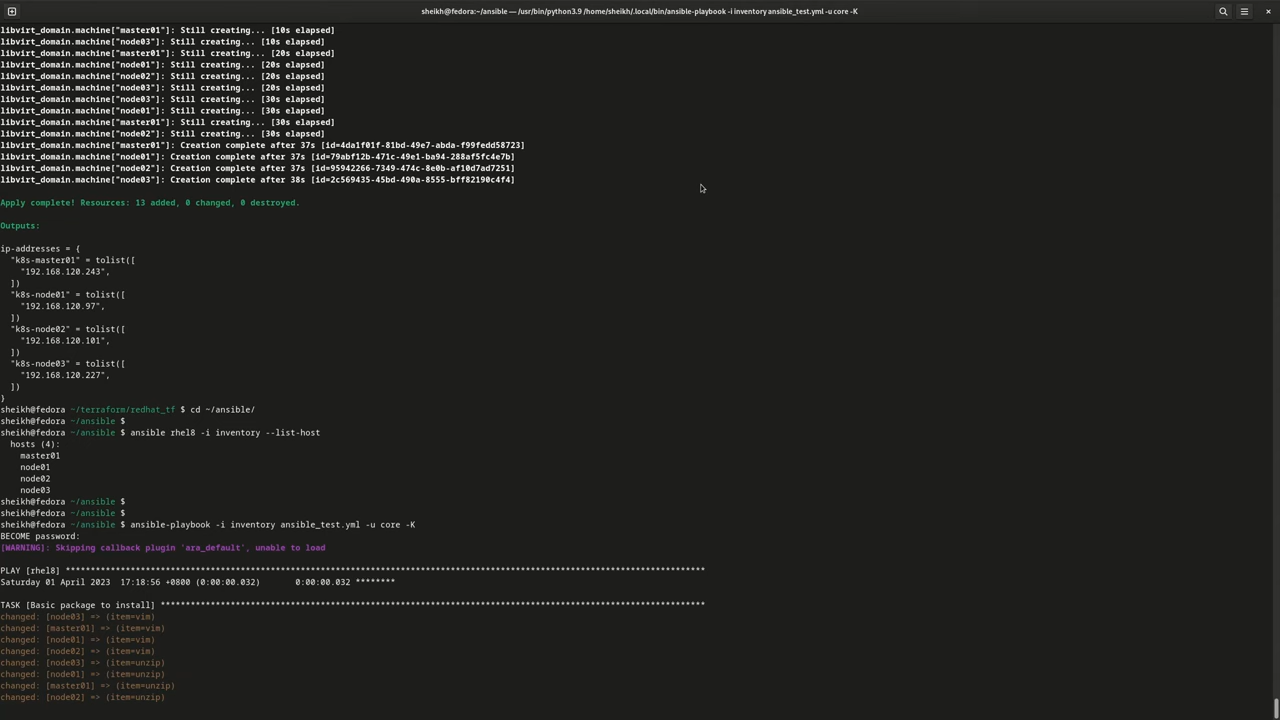 sheikh@fedora:~/ansible — /usr/bin/python3.9 /home/sheikh/.local/bin/ansible-playbook -i inventory ansible_test.yml -u core -K
libvirt_domain.machine["master01"]: Still creating... [10s elapsed]
libvirt_domain.machine["node03"]: Still creating... [10s elapsed]
libvirt_domain.machine["master01"]: Still creating... [20s elapsed]
libvirt_domain.machine["node01"]: Still creating... [20s elapsed]
libvirt_domain.machine["node02"]: Still creating... [20s elapsed]
libvirt_domain.machine["node03"]: Still creating... [20s elapsed]
libvirt_domain.machine["node03"]: Still creating... [30s elapsed]
libvirt_domain.machine["node01"]: Still creating... [30s elapsed]
libvirt_domain.machine["master01"]: Still creating... [30s elapsed]
libvirt_domain.machine["node02"]: Still creating... [30s elapsed]
libvirt_domain.machine["master01"]: Creation complete after 37s [id=4da1f01f-81bd-49e7-abda-f99fedd58723]
libvirt_domain.machine["node01"]: Creation complete after 37s [id=79abf12b-471c-49e1-ba94-288af5fc4e7b]
libvirt_domain.machine["node02"]: Creation complete after 37s [id=95942266-7349-474c-8e0b-af10d7ad7251]
libvirt_domain.machine["node03"]: Creation complete after 38s [id=2c569435-45bd-490a-8555-bff82190c4f4]
Apply complete! Resources: 13 added, 0 changed, 0 destroyed.
Outputs:
ip-addresses = {
  "k8s-master01" = tolist([
    "192.168.120.243",
  ])
  "k8s-node01" = tolist([
    "192.168.120.97",
  ])
  "k8s-node02" = tolist([
    "192.168.120.101",
  ])
  "k8s-node03" = tolist([
    "192.168.120.227",
  ])
}
sheikh@fedora ~/terraform/redhat_tf $ cd ~/ansible/
sheikh@fedora ~/ansible $
sheikh@fedora ~/ansible $ ansible rhel8 -i inventory --list-host
  hosts (4):
    master01
    node01
    node02
    node03
sheikh@fedora ~/ansible $
sheikh@fedora ~/ansible $
sheikh@fedora ~/ansible $ ansible-playbook -i inventory ansible_test.yml -u core -K
BECOME password:
[WARNING]: Skipping callback plugin 'ara_default', unable to load
PLAY [rhel8] *******************************************************************************************************************************
Saturday 01 April 2023  17:18:56 +0800 (0:00:00.032)       0:00:00.032 ********
TASK [Basic package to install] ************************************************************************************************************
changed: [node03] => (item=vim)
changed: [master01] => (item=vim)
changed: [node01] => (item=vim)
changed: [node02] => (item=vim)
changed: [node03] => (item=unzip)
changed: [node01] => (item=unzip)
changed: [master01] => (item=unzip)
changed: [node02] => (item=unzip)